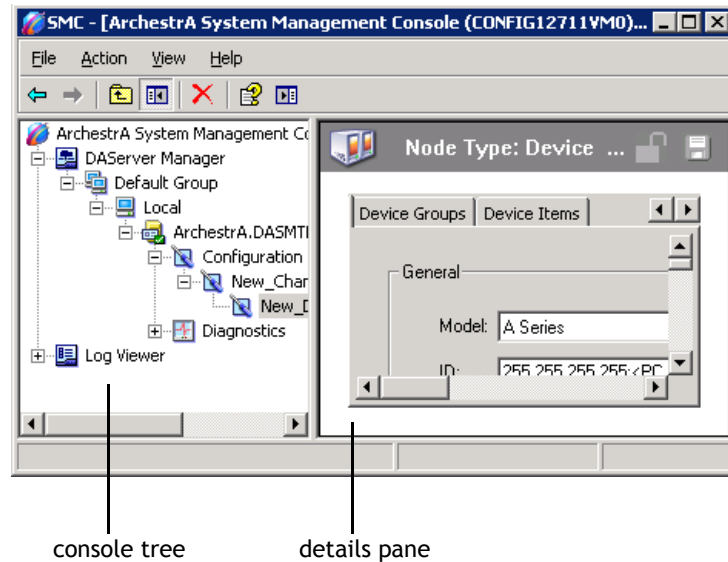 SMC - [ArchestrA System Management Console (CONFIG12711VM0)...
File Action View Help
ArchestrA System Management Co
DAServer Manager
Default Group
Local
ArchestrA.DASMTI
Configuration
New_Char
New_D
Diagnostics
Log Viewer
Node Type: Device ...
Device Groups Device Items
General
Model: A Series
ID: 255.255.255.255:<PC
console tree
details pane